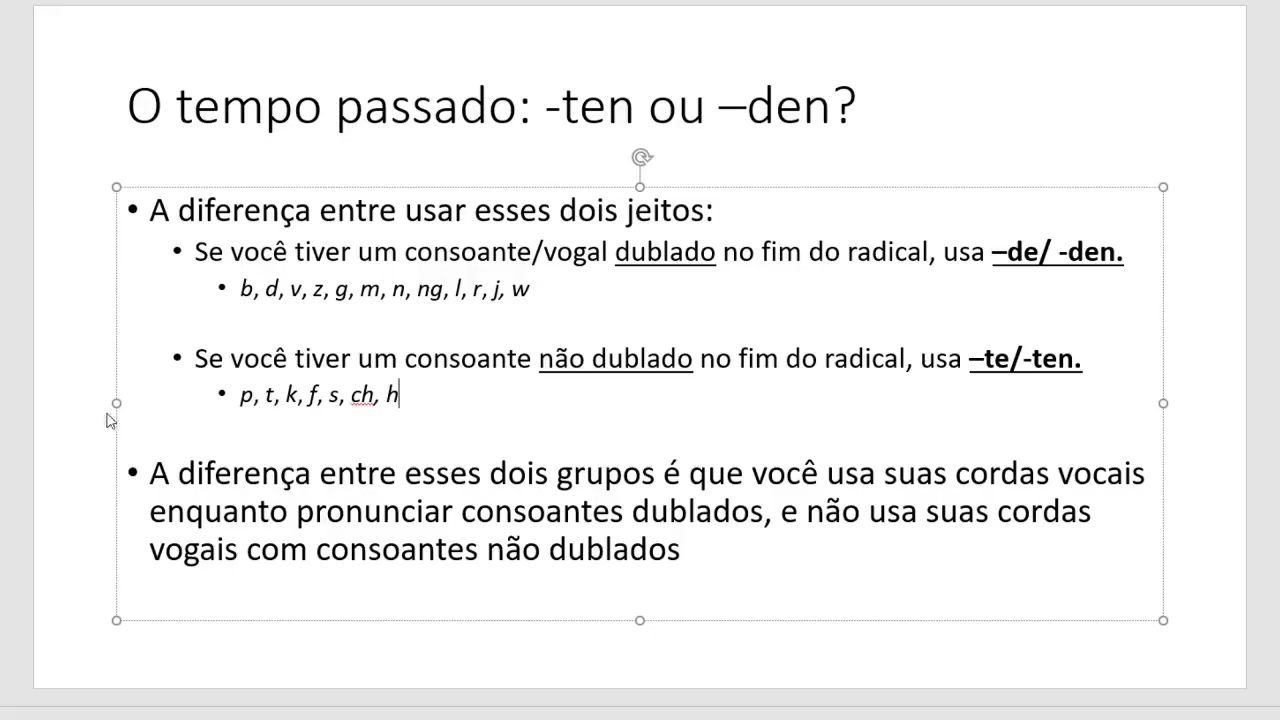 O tempo passado: -ten ou –den?
• A diferença entre usar esses dois jeitos:
• Se você tiver um consoante/vogal dublado no fim do radical, usa –de/ -den.
• b, d, v, z, g, m, n, ng, l, r, j, w
• Se você tiver um consoante não dublado no fim do radical, usa –te/-ten.
• p, t, k, f, s, ch, h
• A diferença entre esses dois grupos é que você usa suas cordas vocais
enquanto pronunciar consoantes dublados, e não usa suas cordas
vogais com consoantes não dublados